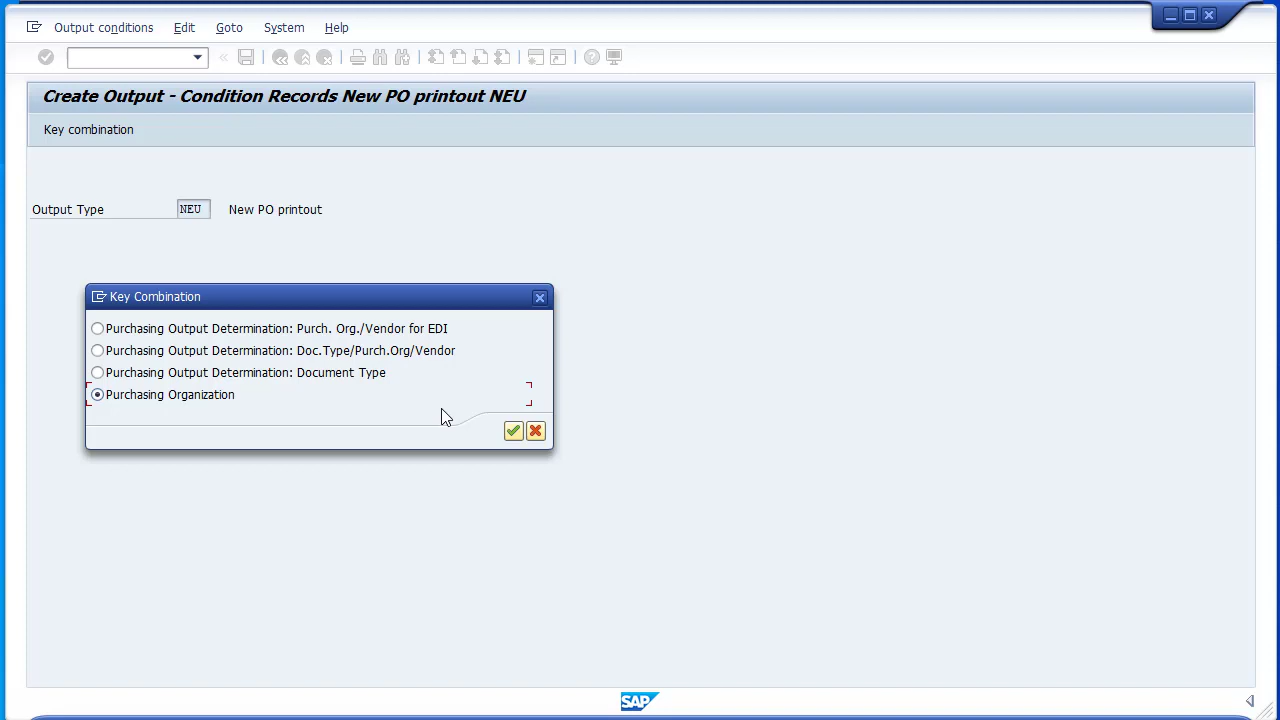 Output conditions Edit Goto System Help
Create Output - Condition Records New PO printout NEU
Key combination
Output Type NEU New PO printout
Key Combination
Purchasing Output Determination: Purch. Org./Vendor for EDI
Purchasing Output Determination: Doc.Type/Purch.Org/Vendor
Purchasing Output Determination: Document Type
Purchasing Organization
SAP